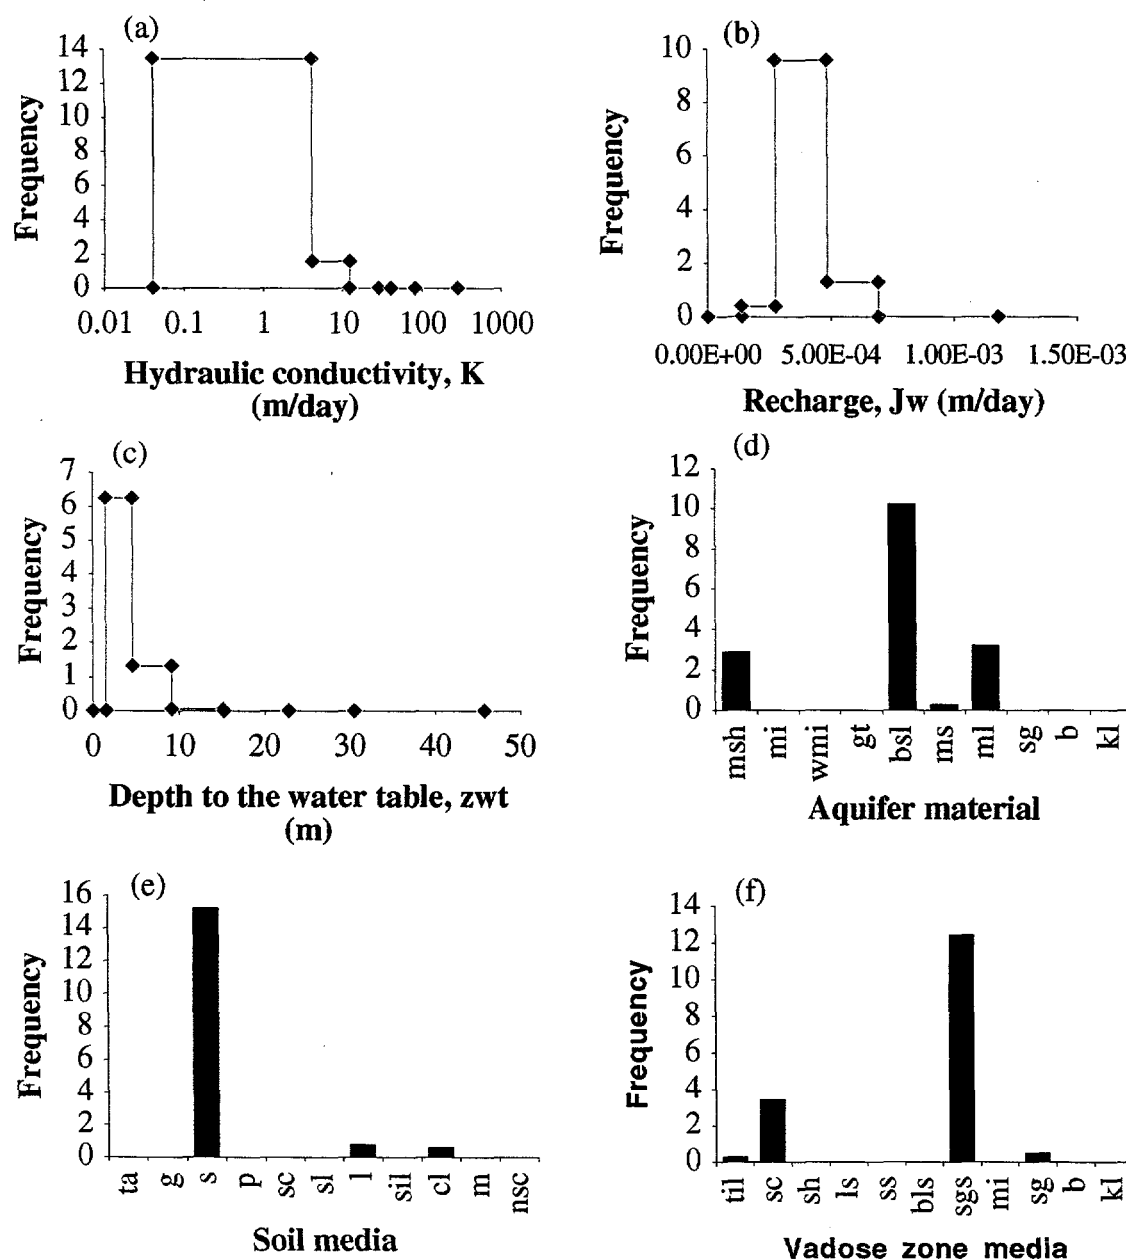 (a)
14
12
10
8
6
4
2
0
Frequency
0.01 0.1 1 10 100 1000
Hydraulic conductivity, K
(m/day)
(b)
10
8
6
4
2
0
Frequency
0.00E+00 5.00E-04 1.00E-03 1.50E-03
Recharge, Jw (m/day)
(c)
7
6
5
4
3
2
1
0
Frequency
0 10 20 30 40 50
Depth to the water table, zwt
(m)
(d)
12
10
8
6
4
2
0
Frequency
msh mi wmi gt bsl ms ml sg b kl
Aquifer material
(e)
16
14
12
10
8
6
4
2
0
Frequency
ta g s p sc sl l sil cl m nsc
Soil media
(f)
14
12
10
8
6
4
2
0
Frequency
til sc sh ls ss bls sgs mi sg b kl
Vadose zone media